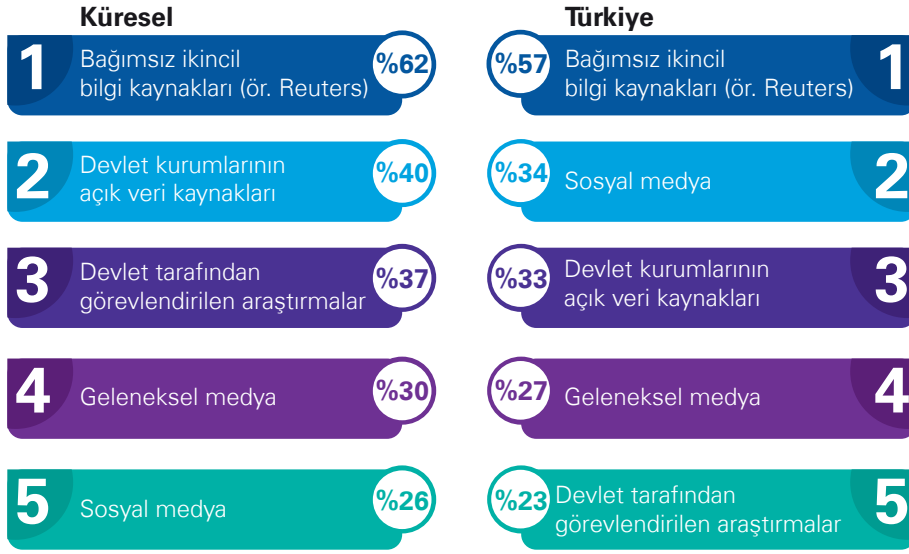 Küresel
1
Bağımsız ikincil
bilgi kaynakları (ör. Reuters)
%62
2
Devlet kurumlarının
açık veri kaynakları
%40
3
Devlet tarafından
görevlendirilen araştırmalar
%37
4
Geleneksel medya
%30
5
Sosyal medya
%26
Türkiye
%57
Bağımsız ikincil
bilgi kaynakları (ör. Reuters)
1
%34
Sosyal medya
2
%33
Devlet kurumlarının
açık veri kaynakları
3
%27
Geleneksel medya
4
%23
Devlet tarafından
görevlendirilen araştırmalar
5